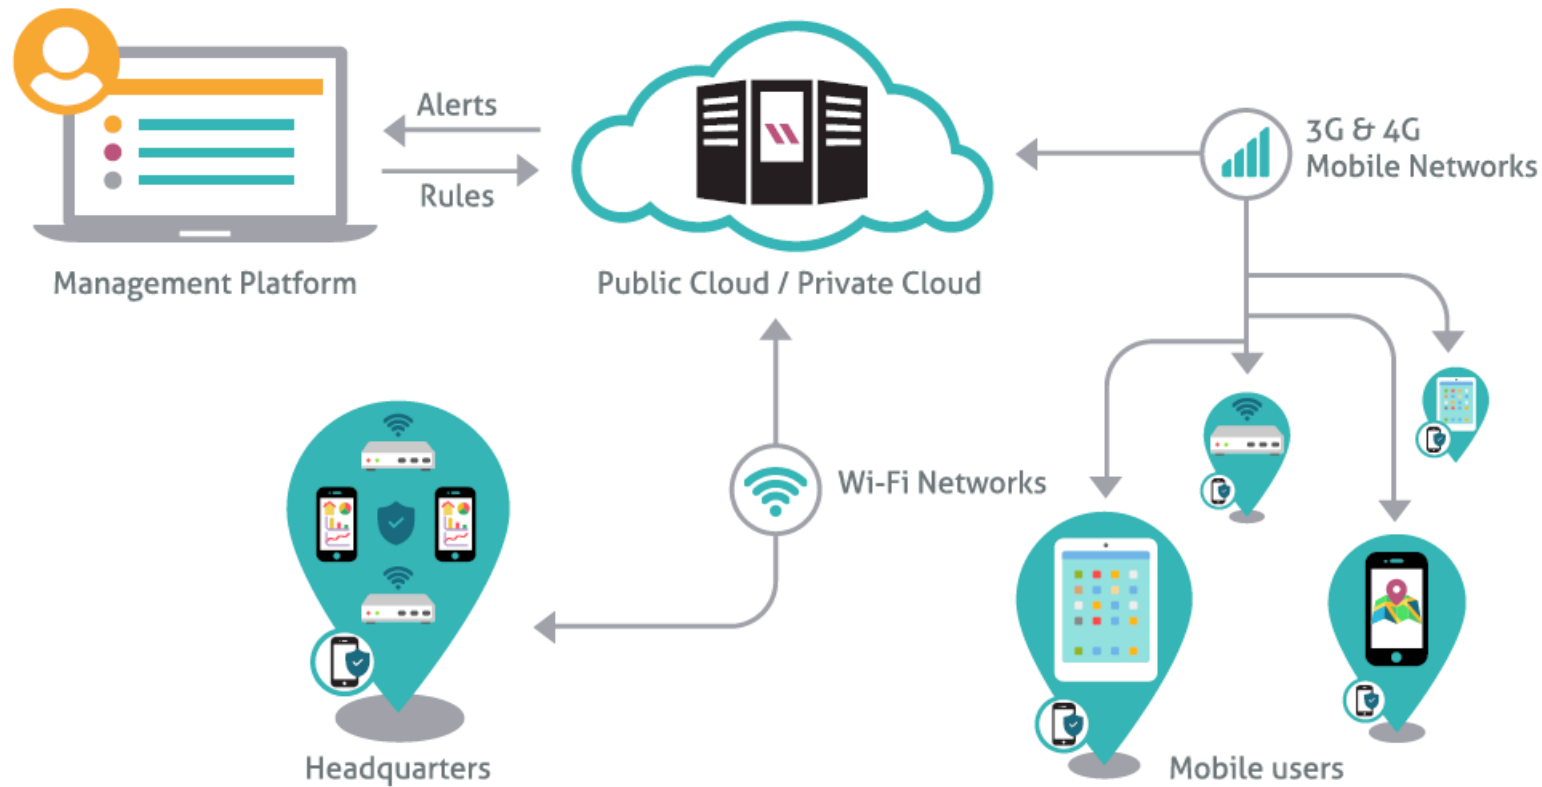 Alerts
Rules
Management Platform
Public Cloud / Private Cloud
3G & 4G
Mobile Networks
Wi-Fi Networks
Headquarters
Mobile users